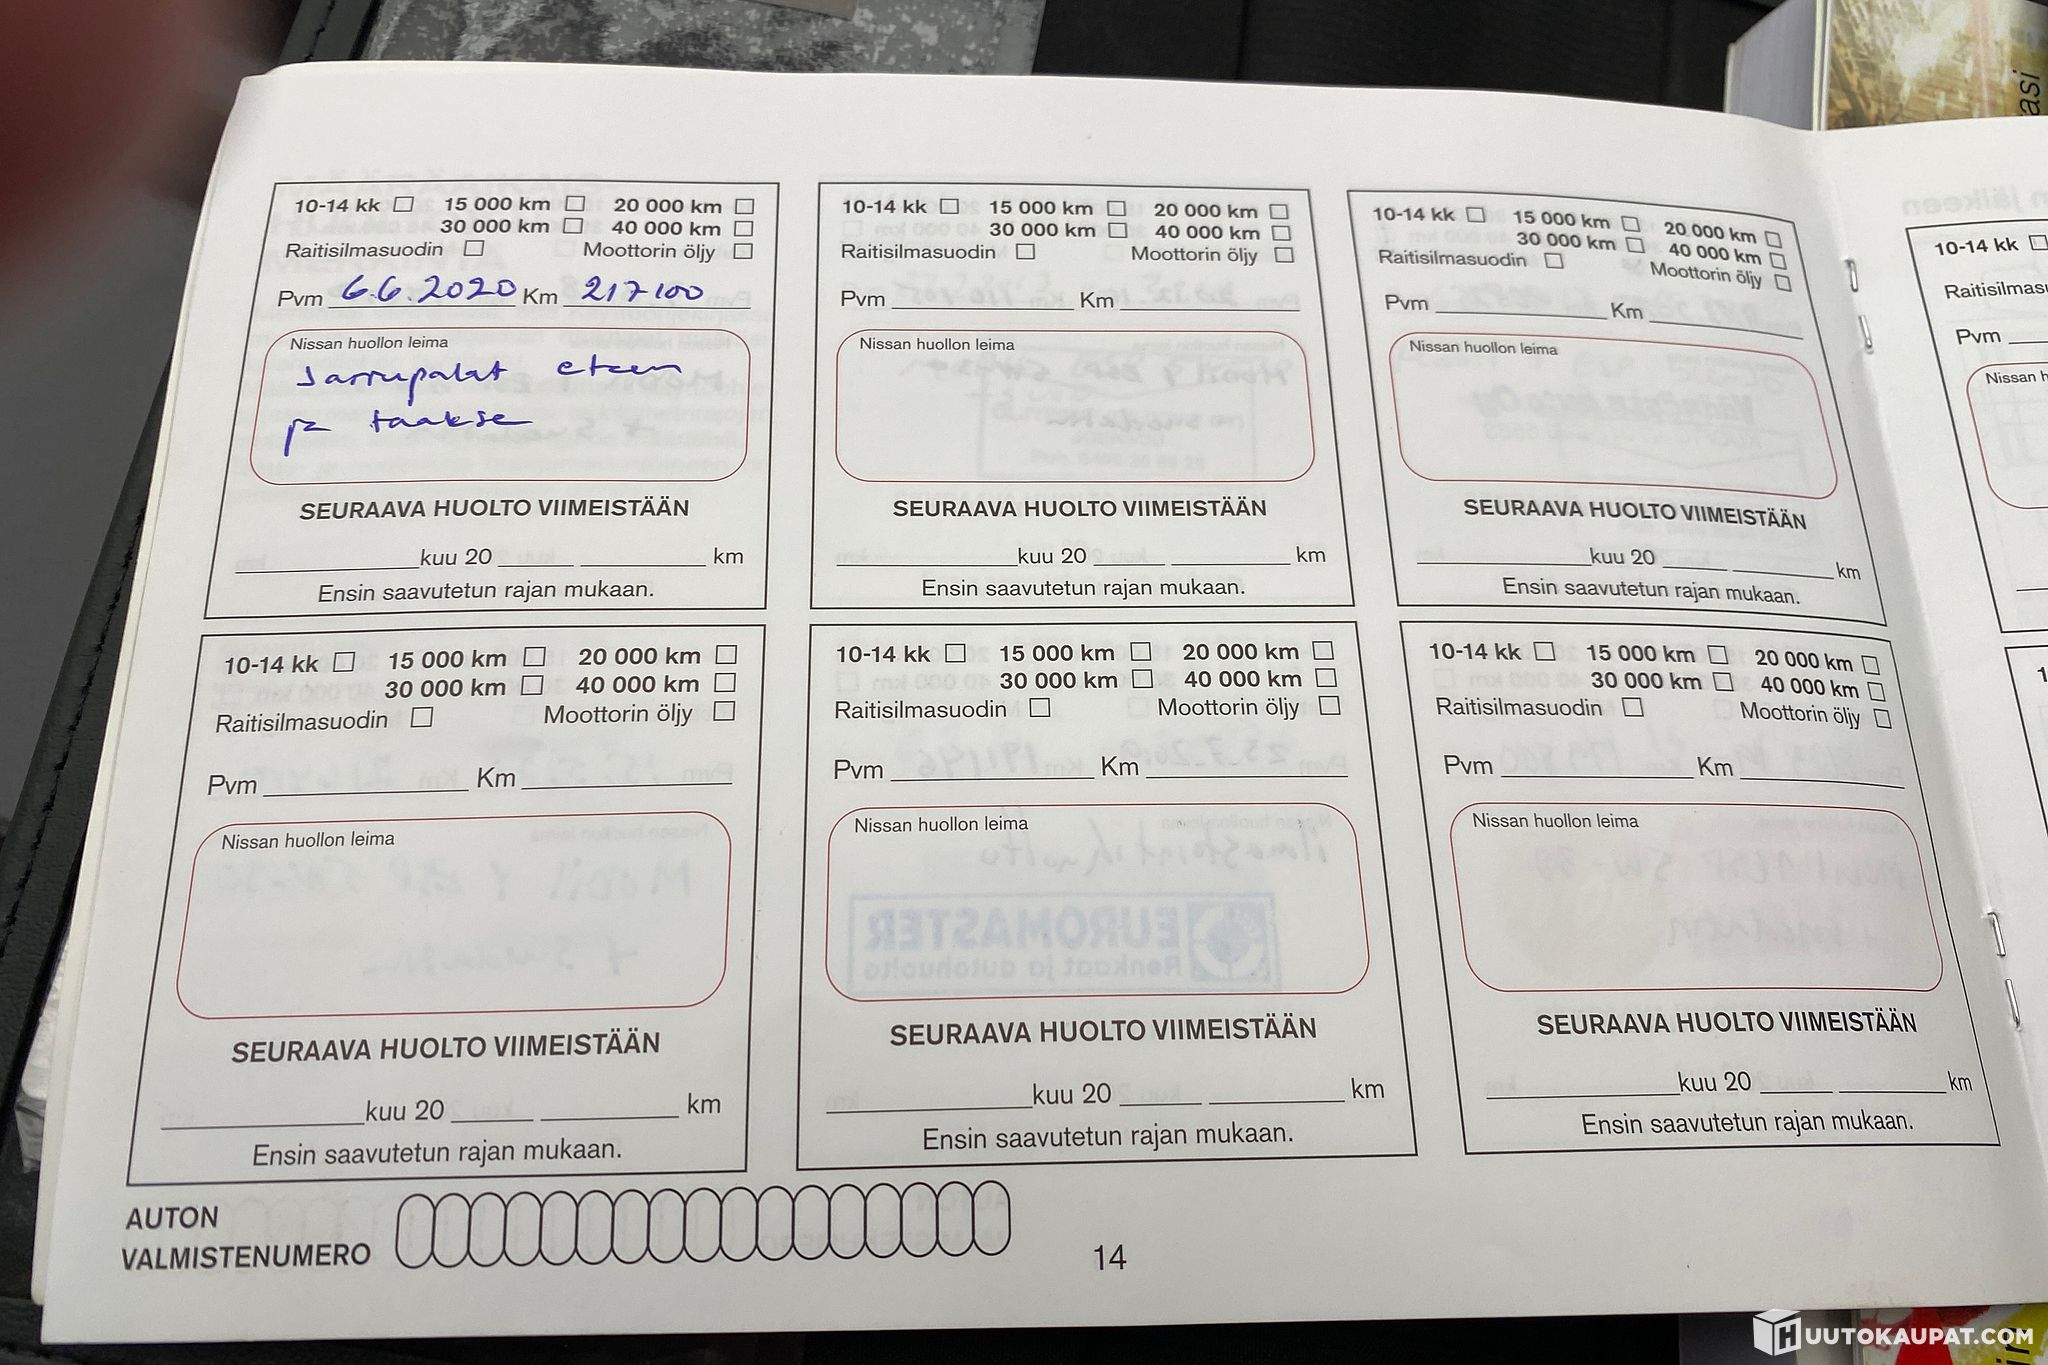 10-14 kk 15 000 km 20 000 km
30 000 km 40 000 km
Raitisilmasuodin Moottorin öljy
Pvm 6.6.2020 Km 217100
Nissan huollon leima
Jarrupalat eteen
ja taakse
SEURAAVA HUOLTO VIIMEISTÄÄN
kuu 20 km
Ensin saavutetun rajan mukaan.
10-14 kk 15 000 km 20 000 km
30 000 km 40 000 km
Raitisilmasuodin Moottorin öljy
Pvm Km
Nissan huollon leima
SEURAAVA HUOLTO VIIMEISTÄÄN
kuu 20 km
Ensin saavutetun rajan mukaan.
10-14 kk 15 000 km 20 000 km
30 000 km 40 000 km
Raitisilmasuodin Moottorin öljy
Pvm Km
Nissan huollon leima
SEURAAVA HUOLTO VIIMEISTÄÄN
kuu 20 km
Ensin saavutetun rajan mukaan.
10-14 kk 15 000 km 20 000 km
30 000 km 40 000 km
Raitisilmasuodin Moottorin öljy
Pvm Km
Nissan huollon leima
SEURAAVA HUOLTO VIIMEISTÄÄN
kuu 20 km
Ensin saavutetun rajan mukaan.
10-14 kk 15 000 km 20 000 km
30 000 km 40 000 km
Raitisilmasuodin Moottorin öljy
Pvm Km
Nissan huollon leima
EUROMASTER
Renkaat ja autohuolto
SEURAAVA HUOLTO VIIMEISTÄÄN
kuu 20 km
Ensin saavutetun rajan mukaan.
10-14 kk 15 000 km 20 000 km
30 000 km 40 000 km
Raitisilmasuodin Moottorin öljy
Pvm Km
Nissan huollon leima
SEURAAVA HUOLTO VIIMEISTÄÄN
kuu 20 km
Ensin saavutetun rajan mukaan.
AUTON
VALMISTENUMERO
14
10-14 kk
Raitisilmas
Pvm
Nissan h
HUUTOKAUPAT.COM